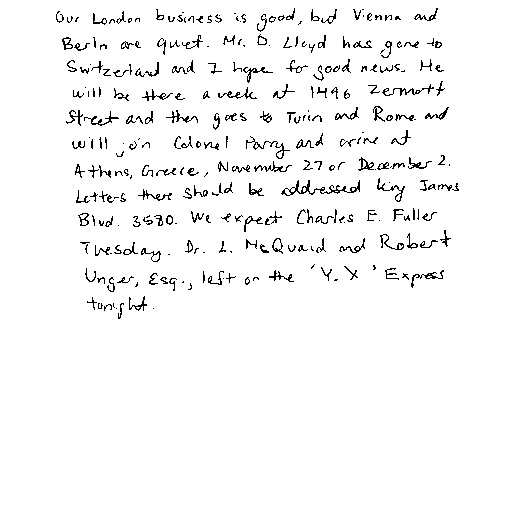 Our London business is good, but Vienna and
Berlin are quiet. Mr. D. Lloyd has gone to
Switzerland and I hope for good news. He
will be there a week at 1496 Zermott
Street and then goes to Turin and Rome and
will join Colonel Parry and arrive at
Athens, Greece, November 27 or December 2.
Letters there should be addressed King James
Blvd. 3580. We expect Charles E. Fuller
Tuesday. Dr. L. McQuaid and Robert
Unger, Esq., left on the 'Y. X' Express
tonight.